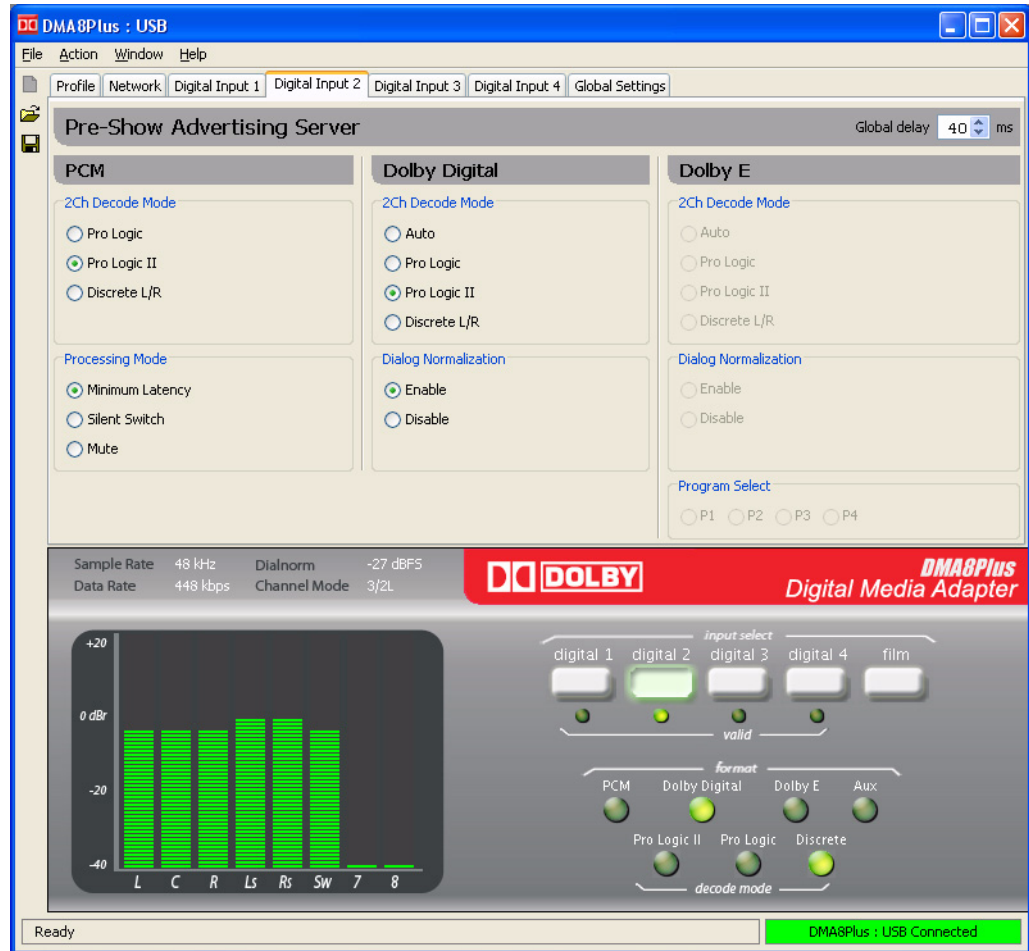 DMA8Plus : USB
File Action Window Help
Profile Network Digital Input 1 Digital Input 2 Digital Input 3 Digital Input 4 Global Settings
Pre-Show Advertising Server Global delay 40 ms
PCM Dolby Digital Dolby E
2Ch Decode Mode 2Ch Decode Mode 2Ch Decode Mode
Pro Logic Auto Auto
Pro Logic II Pro Logic Pro Logic
Discrete L/R Pro Logic II Pro Logic II
Discrete L/R Discrete L/R
Processing Mode Dialog Normalization Dialog Normalization
Minimum Latency Enable Enable
Silent Switch Disable Disable
Mute
Program Select
P1 P2 P3 P4
Sample Rate 48 kHz Dialnorm -27 dBFS
Data Rate 448 kbps Channel Mode 3/2L
DOLBY
DMA8Plus
Digital Media Adapter
+20
0 dBr
-20
-40
L C R Ls Rs Sw 7 8
input select
digital 1 digital 2 digital 3 digital 4 film
valid
format
PCM Dolby Digital Dolby E Aux
Pro Logic II Pro Logic Discrete
decode mode
Ready DMA8Plus : USB Connected